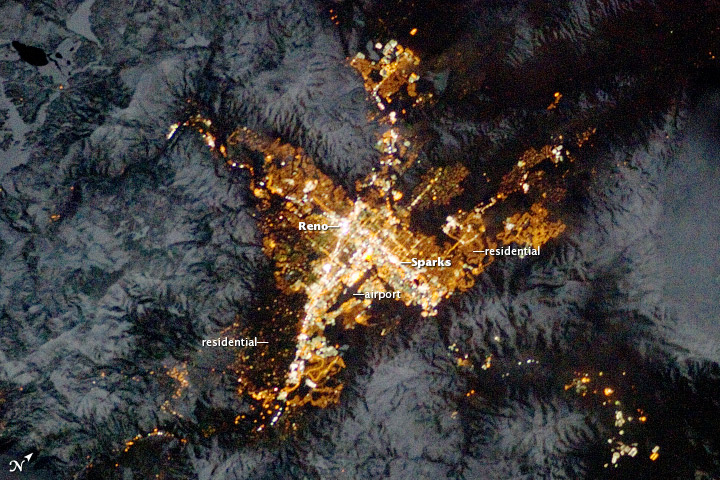 Reno
Sparks
residential
airport
residential
N